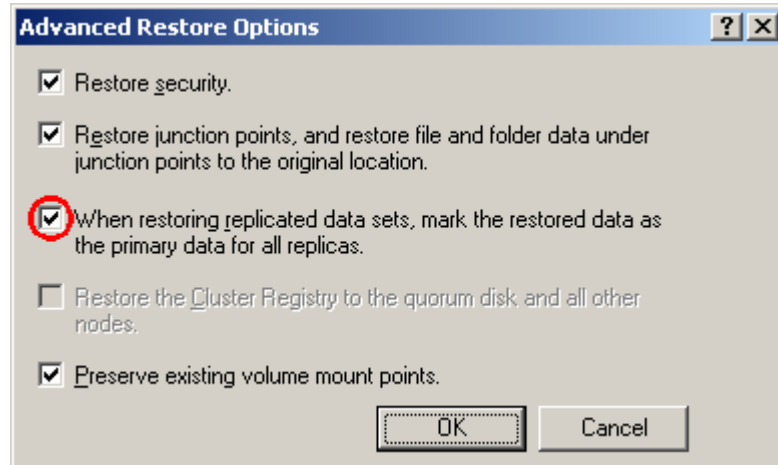 Advanced Restore Options
Restore security.
Restore junction points, and restore file and folder data under
junction points to the original location.
When restoring replicated data sets, mark the restored data as
the primary data for all replicas.
Restore the Cluster Registry to the quorum disk and all other
nodes.
Preserve existing volume mount points.
OK Cancel